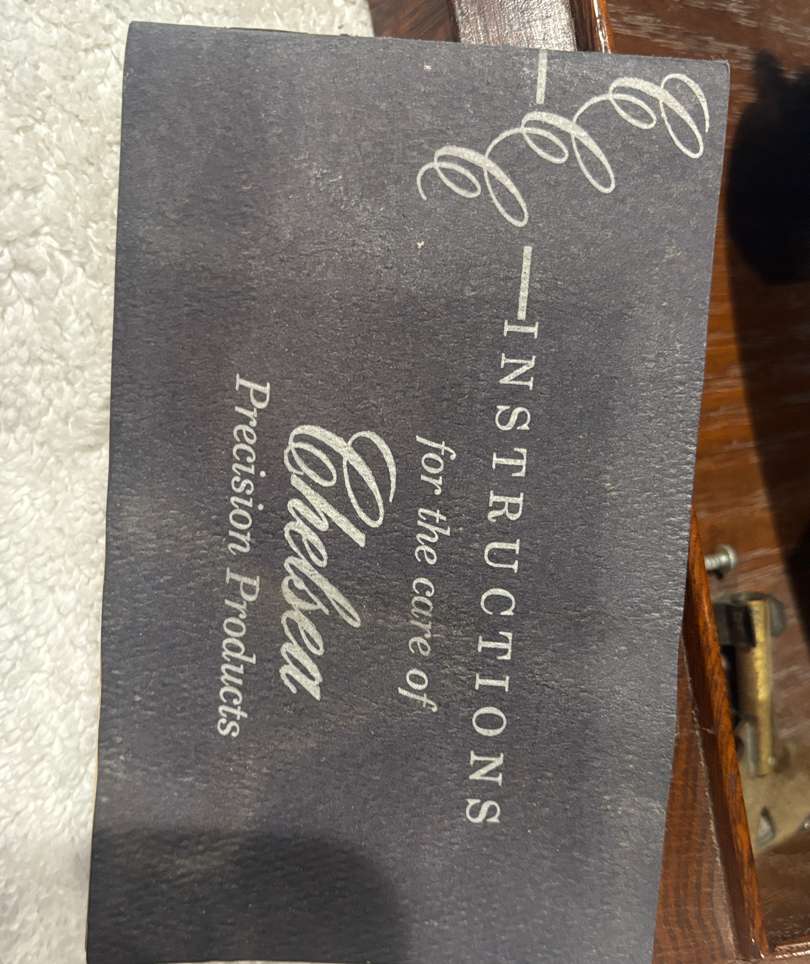 —INSTRUCTIONS
for the care of
Chelsea
Precision Products